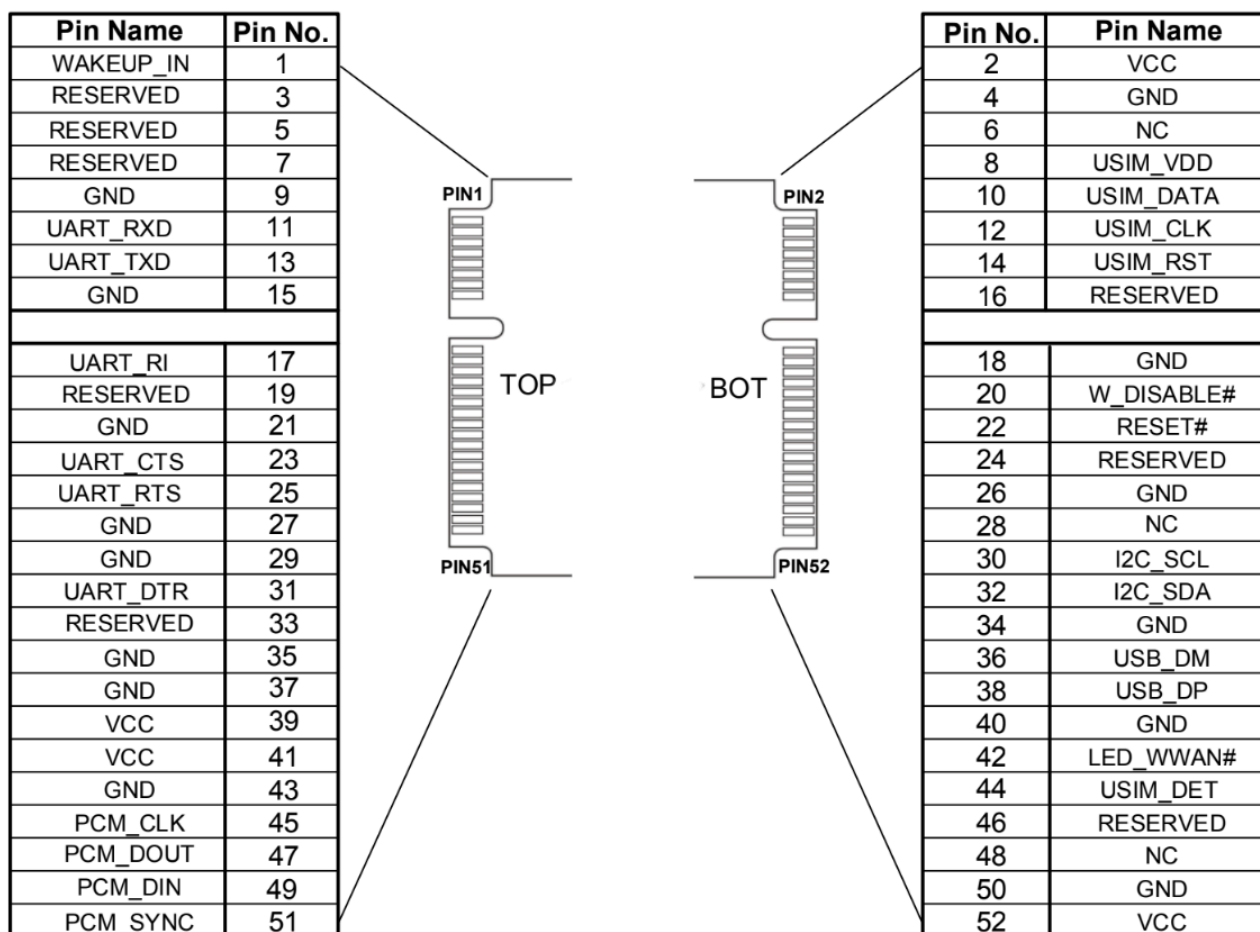 Pin Name Pin No. Pin No. Pin Name
WAKEUP_IN 1 2 VCC
RESERVED 3 4 GND
RESERVED 5 6 NC
RESERVED 7 8 USIM_VDD
GND 9 PIN1 PIN2 10 USIM_DATA
UART_RXD 11 12 USIM_CLK
UART_TXD 13 14 USIM_RST
GND 15 16 RESERVED
UART_RI 17 18 GND
RESERVED 19 TOP BOT 20 W_DISABLE#
GND 21 22 RESET#
UART_CTS 23 24 RESERVED
UART_RTS 25 26 GND
GND 27 28 NC
GND 29 PIN51 PIN52 30 I2C_SCL
UART_DTR 31 32 I2C_SDA
RESERVED 33 34 GND
GND 35 36 USB_DM
GND 37 38 USB_DP
VCC 39 40 GND
VCC 41 42 LED_WWAN#
GND 43 44 USIM_DET
PCM_CLK 45 46 RESERVED
PCM_DOUT 47 48 NC
PCM_DIN 49 50 GND
PCM_SYNC 51 52 VCC